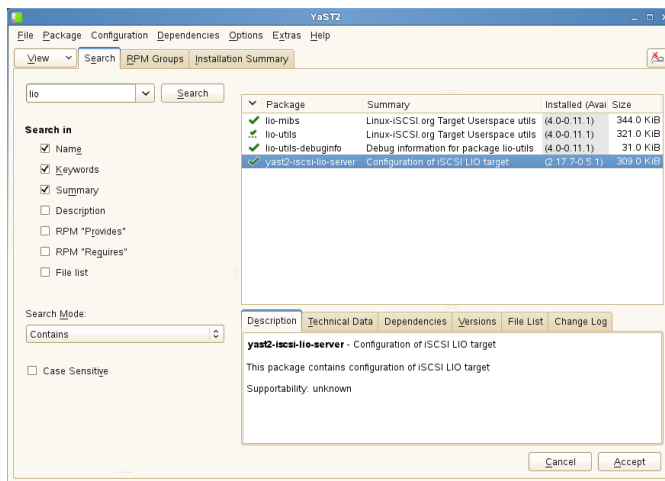 YaST2
File Package Configuration Dependencies Options Extras Help
View Search RPM Groups Installation Summary
lio Search
Search in
Name
Keywords
Summary
Description
RPM "Provides"
RPM "Requires"
File list
Search Mode:
Contains
Case Sensitive
Package Summary Installed (Avai Size
lio-mibs Linux-iSCSI.org Target Userspace utils (4.0-0.11.1) 344.0 KiB
lio-utils Linux-iSCSI.org Target Userspace utils (4.0-0.11.1) 321.0 KiB
lio-utils-debuginfo Debug information for package lio-utils (4.0-0.11.1) 31.0 KiB
yast2-iscsi-lio-server Configuration of iSCSI LIO target (2.17.7-0.5.1) 309.0 KiB
Description Technical Data Dependencies Versions File List Change Log
yast2-iscsi-lio-server - Configuration of iSCSI LIO target
This package contains configuration of iSCSI LIO target
Supportability: unknown
Cancel Accept